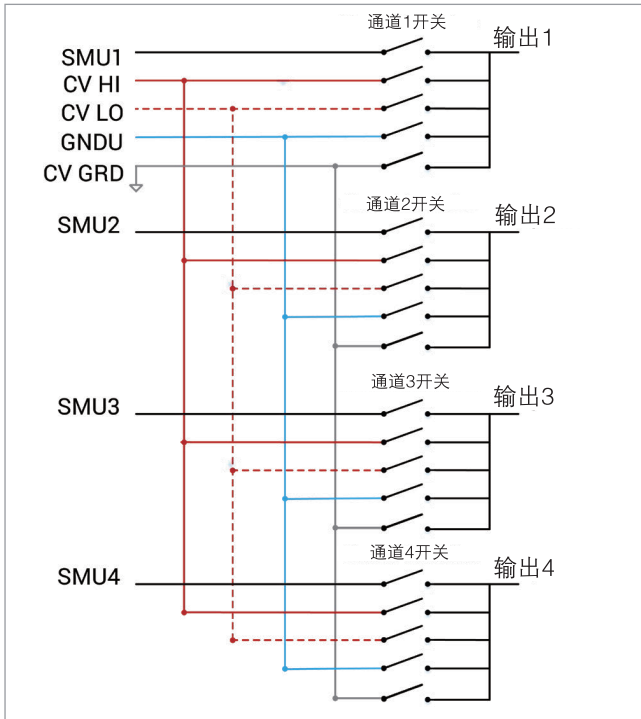 通道1开关
输出1
SMU1
CV HI
CV LO
GNDU
CV GRD
通道2开关
输出2
SMU2
通道3开关
输出3
SMU3
通道4开关
输出4
SMU4